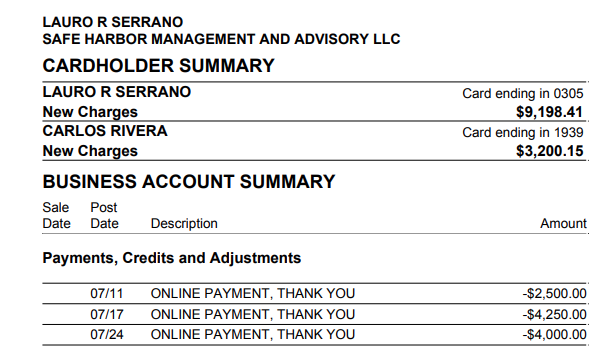 LAURO R SERRANO
SAFE HARBOR MANAGEMENT AND ADVISORY LLC
CARDHOLDER SUMMARY
LAURO R SERRANO Card ending in 0305
New Charges $9,198.41
CARLOS RIVERA Card ending in 1939
New Charges $3,200.15
BUSINESS ACCOUNT SUMMARY
Sale Post
Date Date Description Amount
Payments, Credits and Adjustments
07/11 ONLINE PAYMENT, THANK YOU -$2,500.00
07/17 ONLINE PAYMENT, THANK YOU -$4,250.00
07/24 ONLINE PAYMENT, THANK YOU -$4,000.00